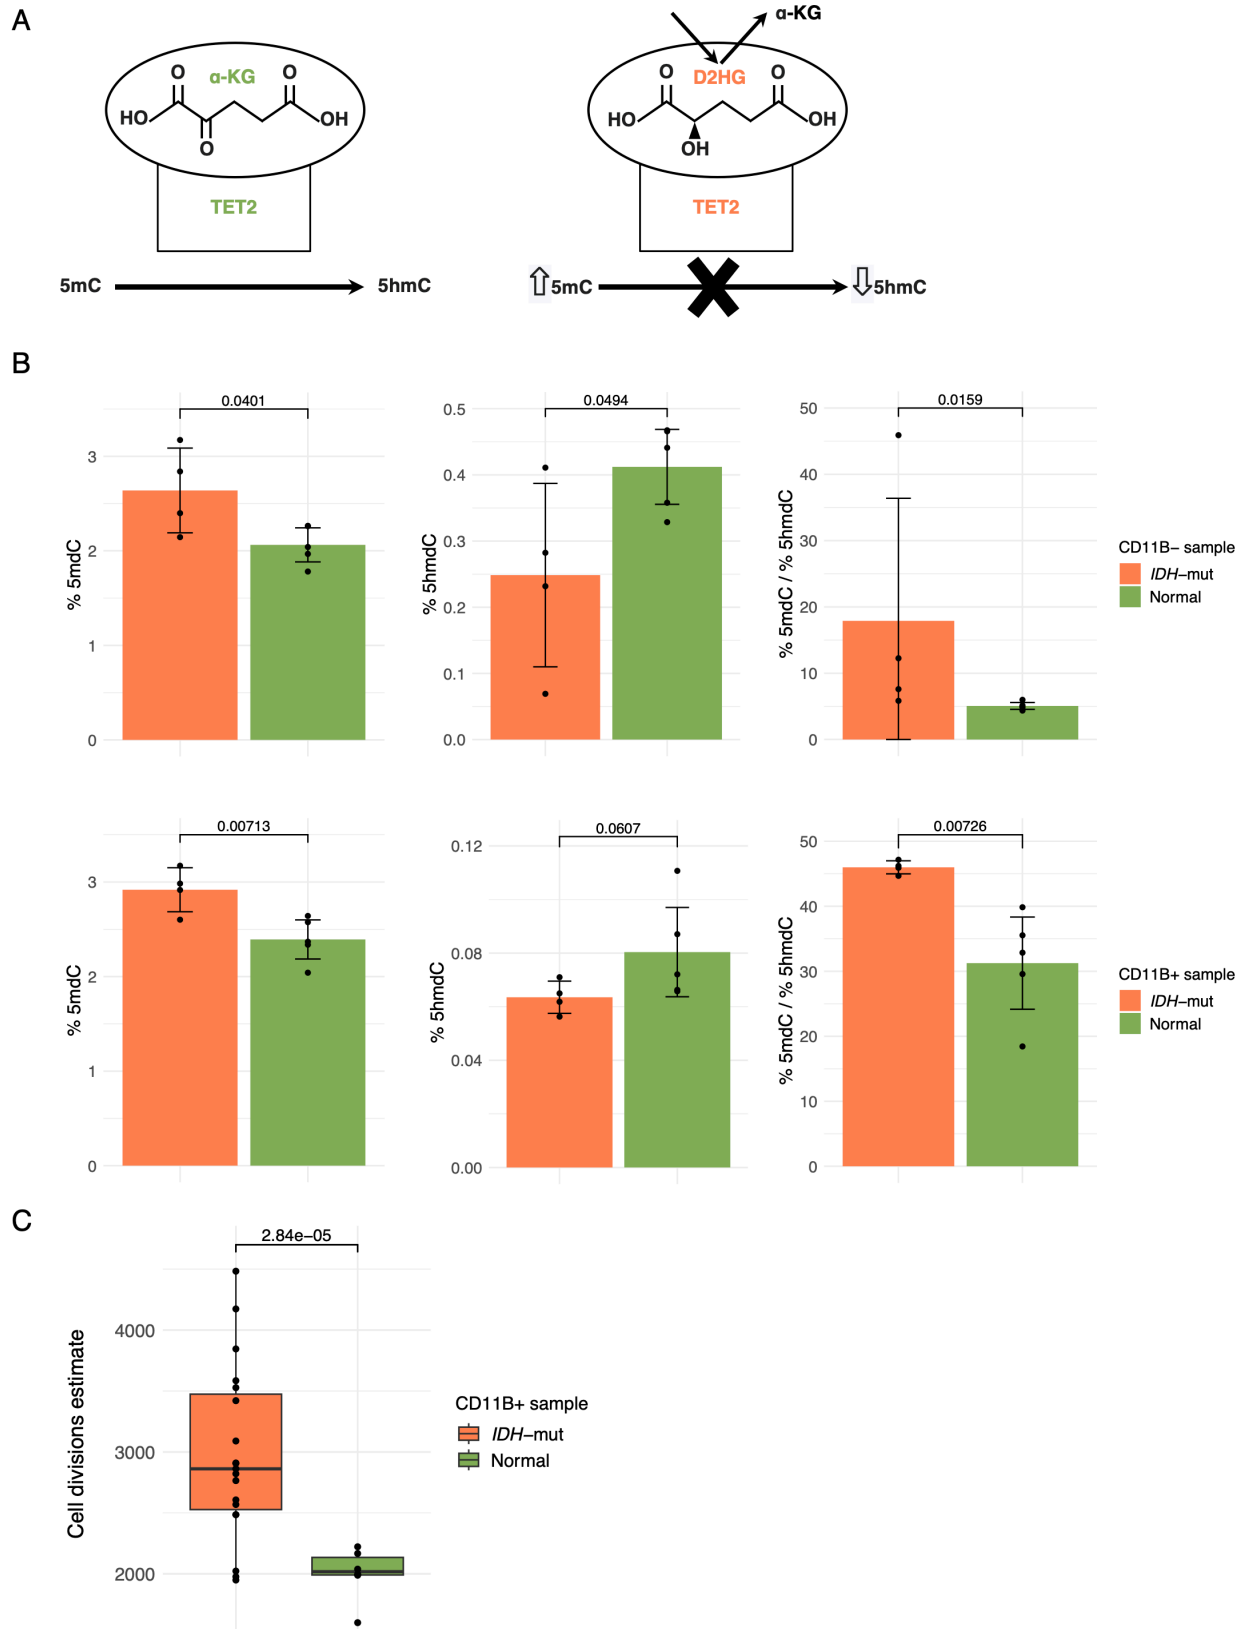 A
α-KG
O
α-KG
O
HO
OH
O
TET2
5mC
5hmC
O
D2HG
O
HO
OH
OH
TET2
5mC
5hmC
B
0.0401
% 5mdC
3
2
1
0
0.0494
% 5hmdC
0.5
0.4
0.3
0.2
0.1
0.0
0.0159
% 5mdC / % 5hmdC
50
40
30
20
10
0
CD11B− sample
IDH−mut
Normal
0.00713
% 5mdC
3
2
1
0
0.0607
% 5hmdC
0.12
0.08
0.04
0.00
0.00726
% 5mdC / % 5hmdC
50
40
30
20
10
0
CD11B+ sample
IDH−mut
Normal
C
2.84e−05
Cell divisions estimate
4000
3000
2000
CD11B+ sample
IDH−mut
Normal